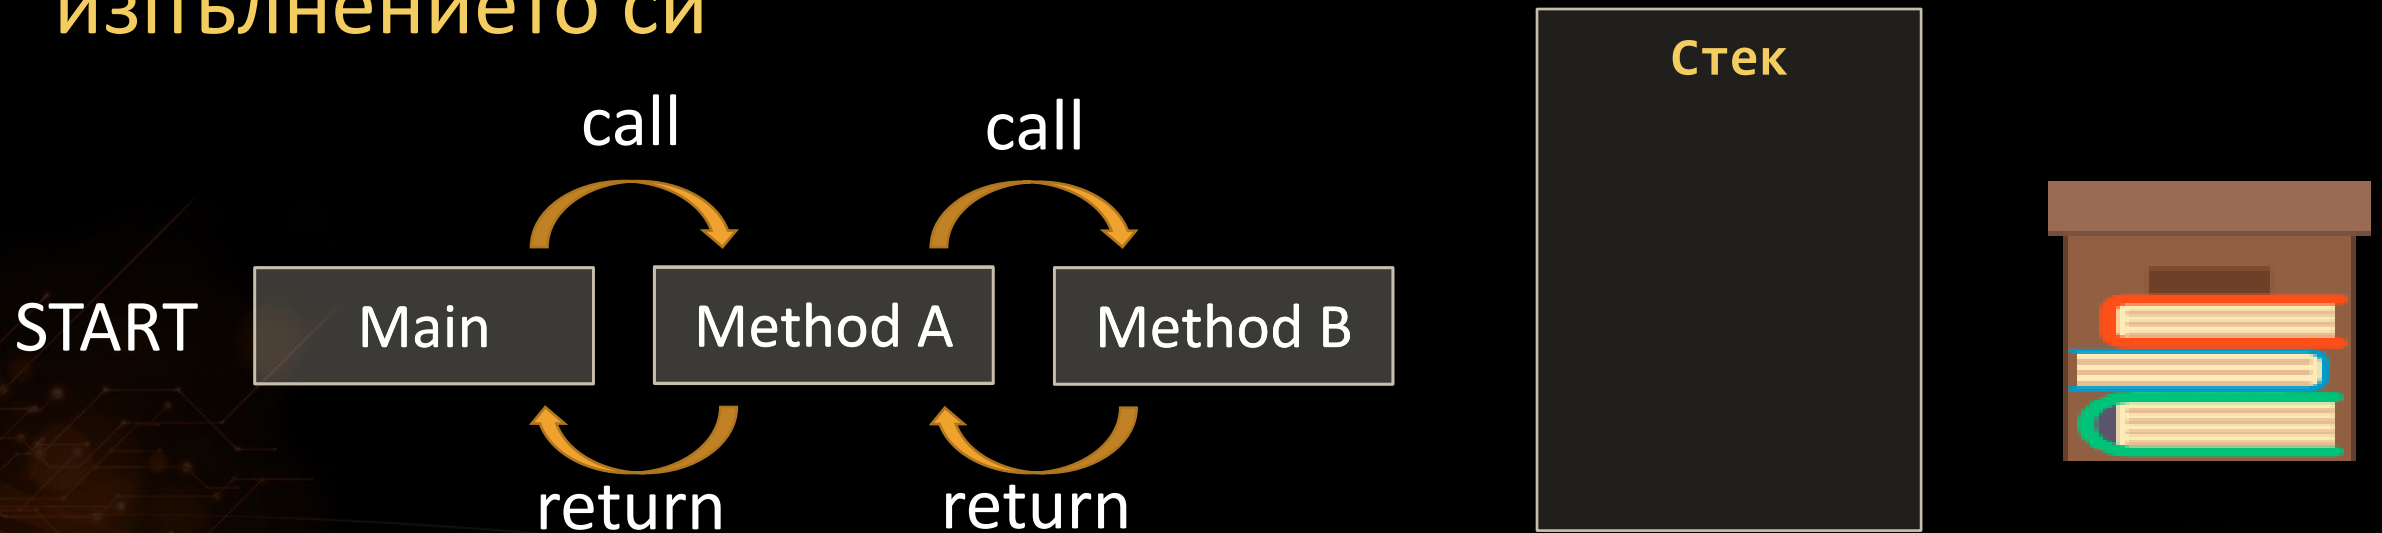 изпълнението си
Стек
call
call
START
Main
Method A
Method B
return
return